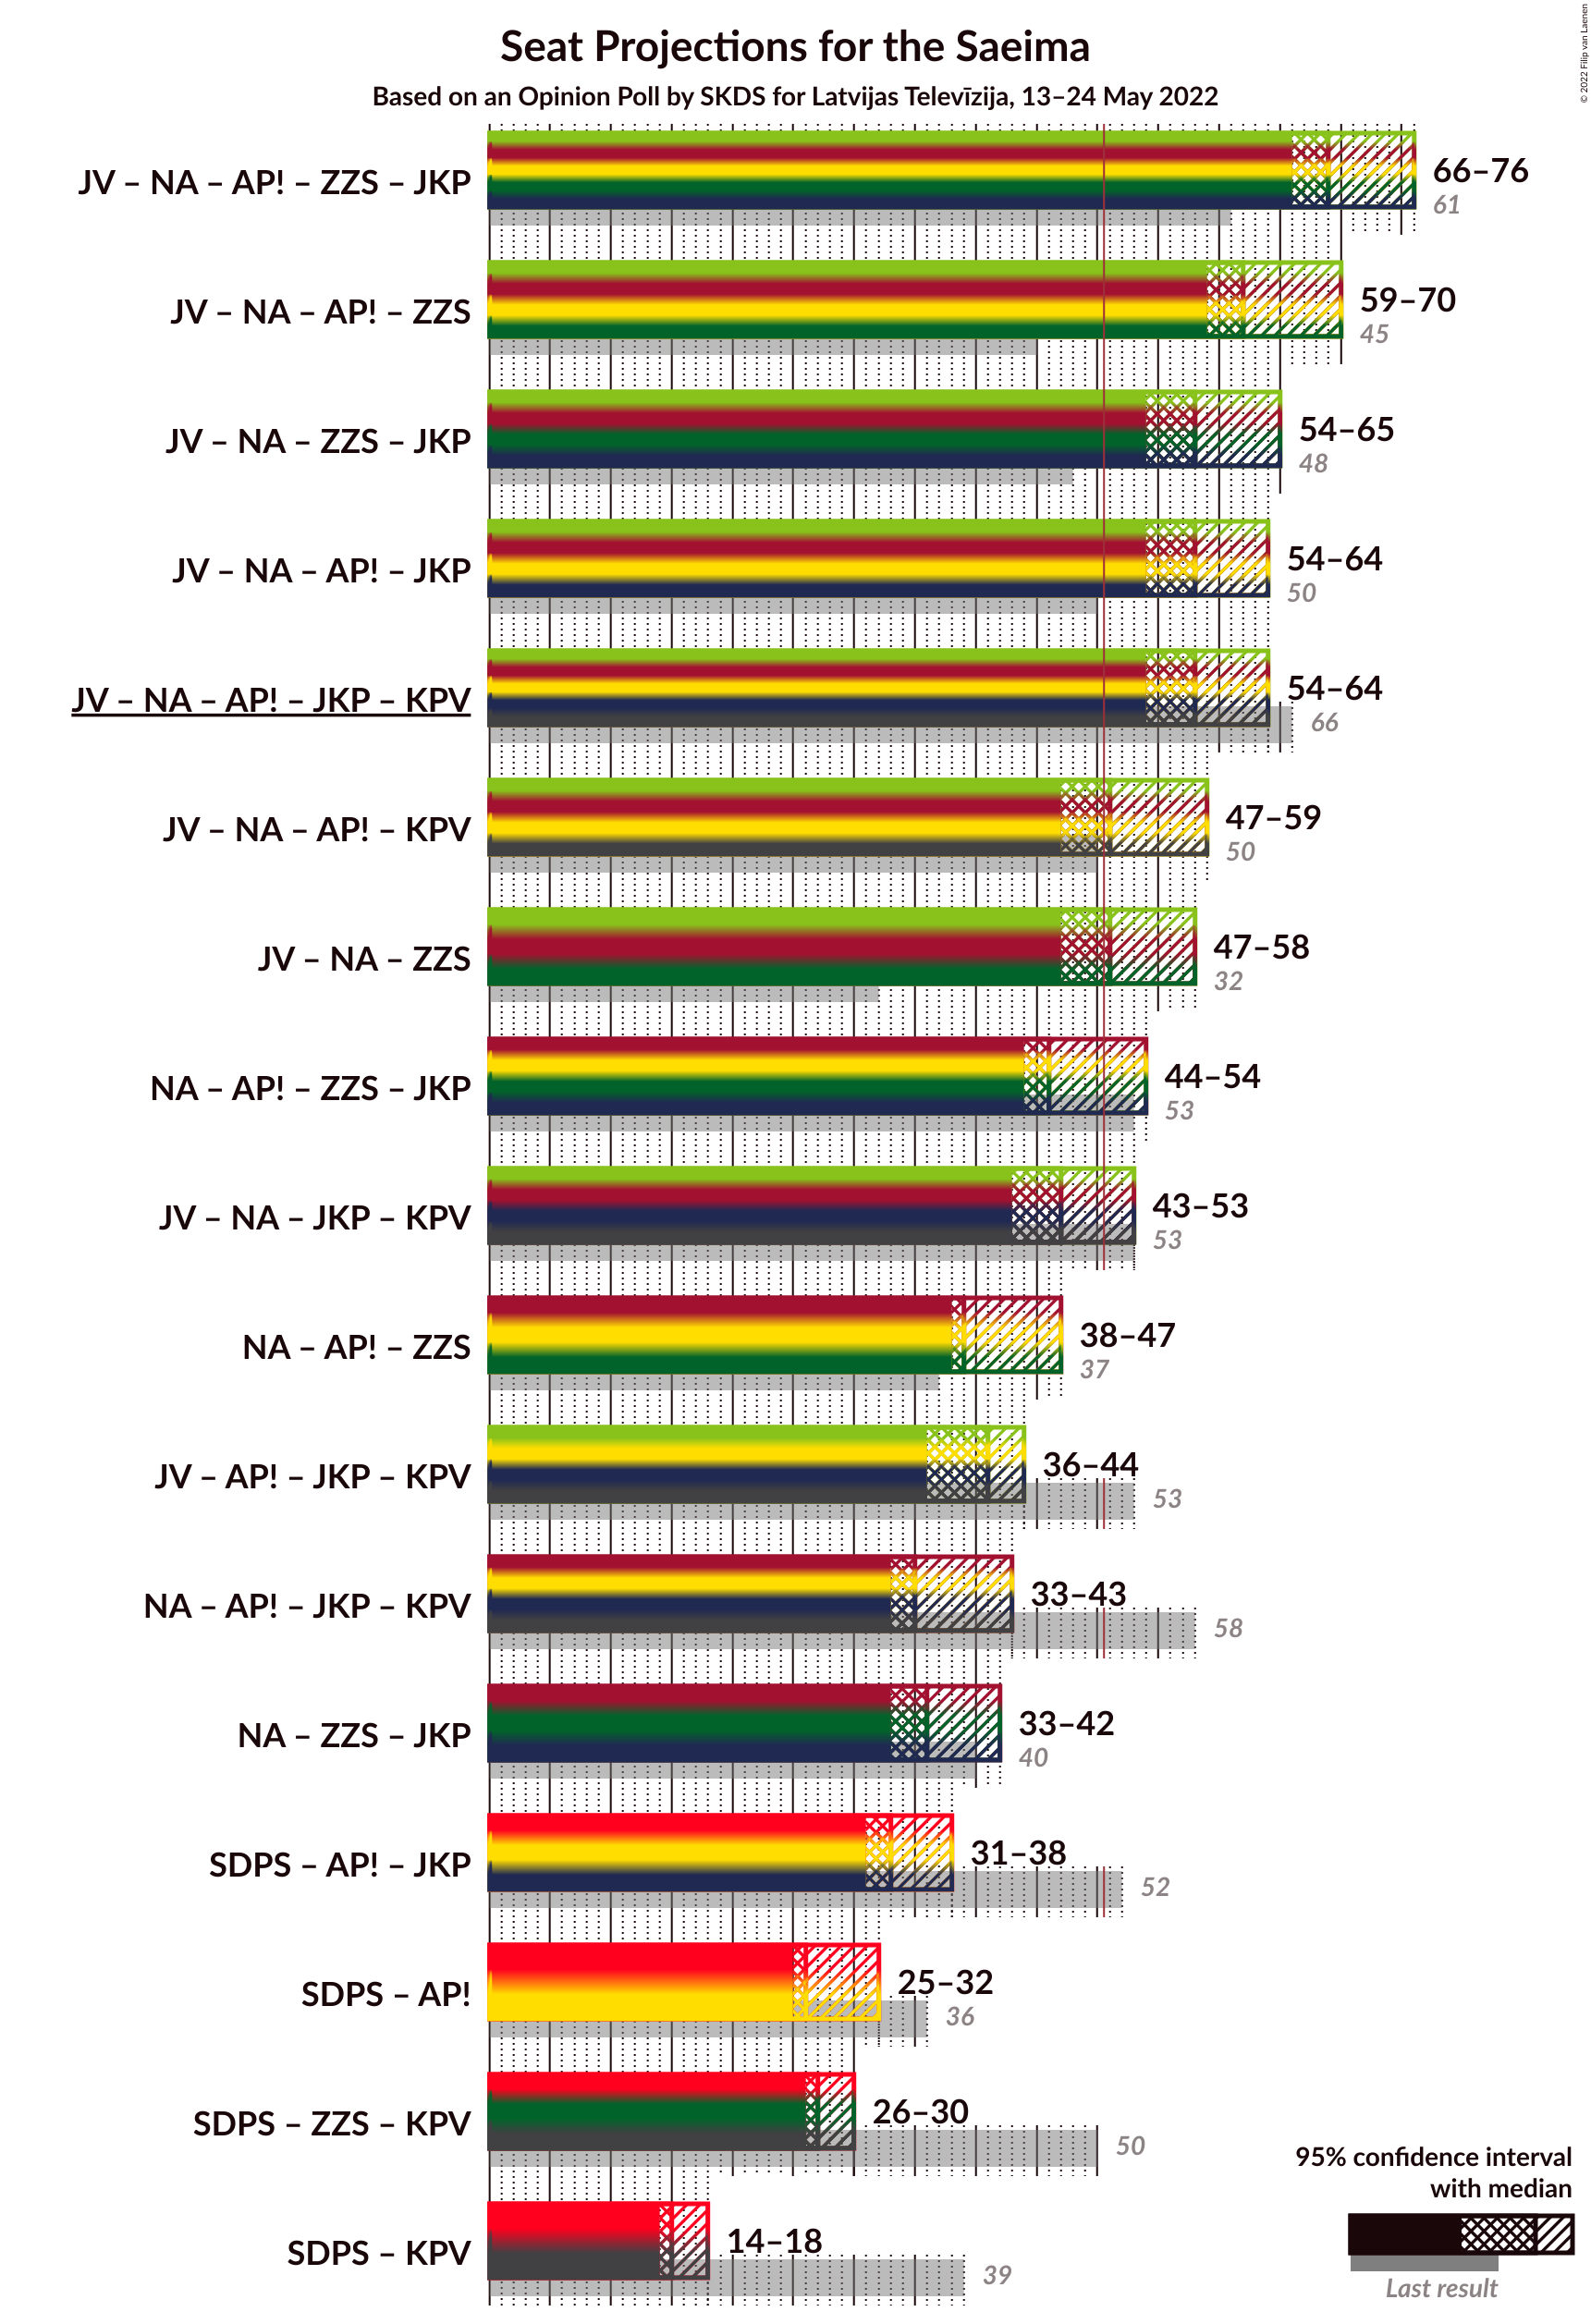 © 2022 Filip van Laenen
Seat Projections for the Saeima
Based on an Opinion Poll by SKDS for Latvijas Televīzija, 13–24 May 2022
JV – NA – AP! – ZZS – JKP
66–76
61
JV – NA – AP! – ZZS
59–70
45
JV – NA – ZZS – JKP
54–65
48
JV – NA – AP! – JKP
54–64
50
JV – NA – AP! – JKP – KPV
54–64
66
JV – NA – AP! – KPV
47–59
50
JV – NA – ZZS
47–58
32
NA – AP! – ZZS – JKP
44–54
53
JV – NA – JKP – KPV
43–53
53
NA – AP! – ZZS
38–47
37
JV – AP! – JKP – KPV
36–44
53
NA – AP! – JKP – KPV
33–43
58
NA – ZZS – JKP
33–42
40
SDPS – AP! – JKP
31–38
52
SDPS – AP!
25–32
36
SDPS – ZZS – KPV
26–30
50
SDPS – KPV
14–18
39
95% confidence interval
with median
Last result